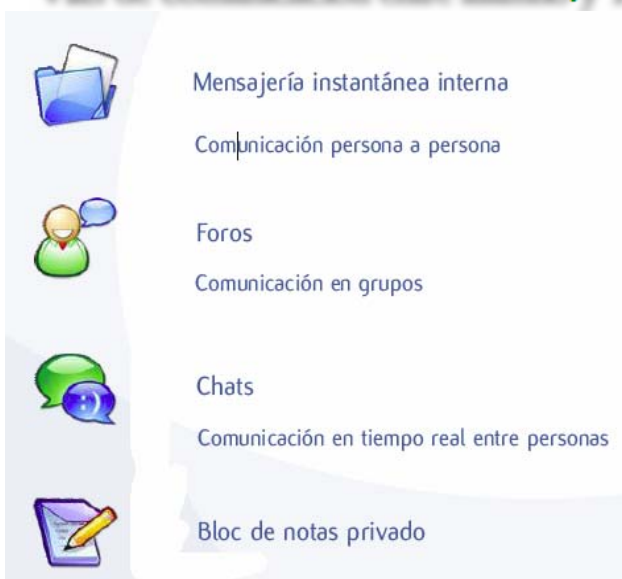 Mensajería instantánea interna
Comunicación persona a persona
Foros
Comunicación en grupos
Chats
Comunicación en tiempo real entre personas
Bloc de notas privado